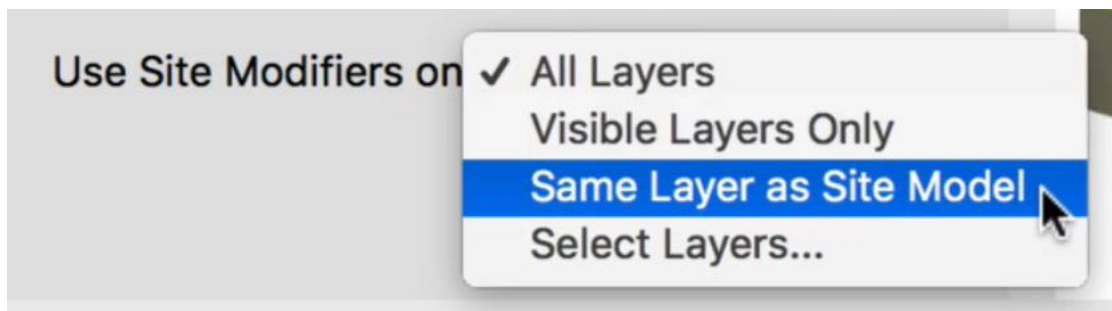 Use Site Modifiers on ✓ All Layers
Visible Layers Only
Same Layer as Site Model
Select Layers...